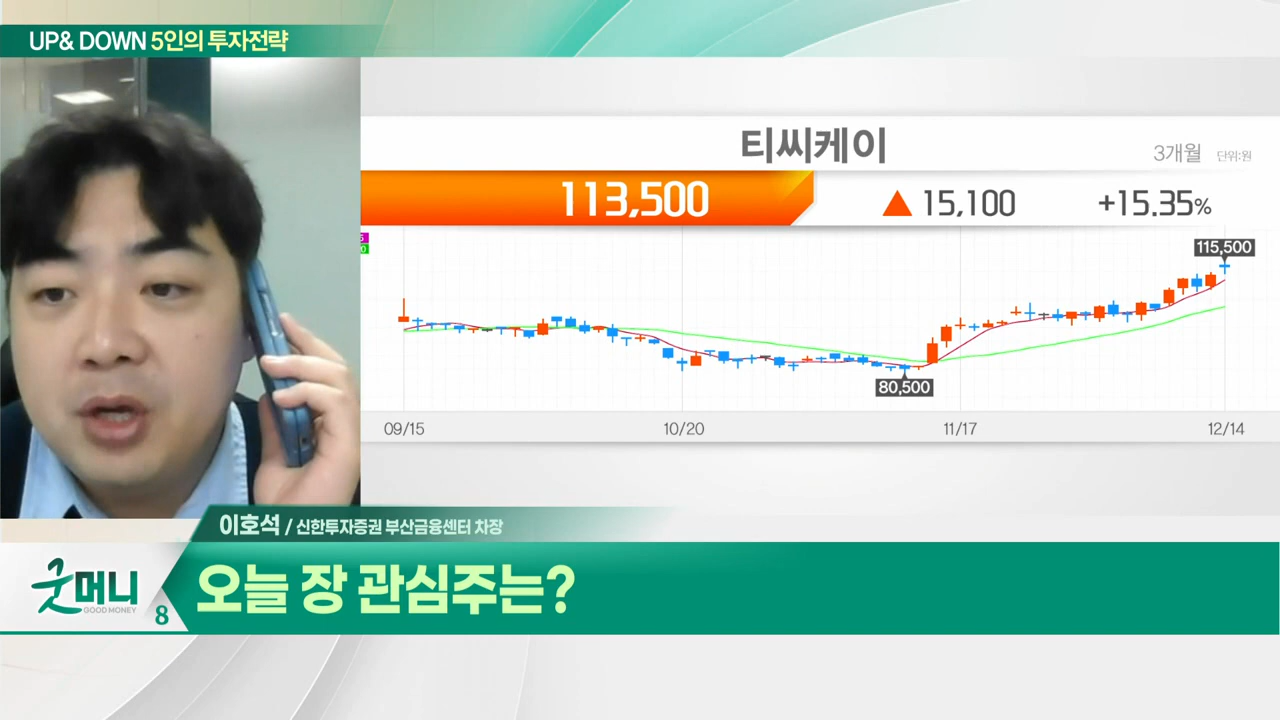 UP& DOWN 5인의 투자전략
티씨케이
3개월 단위:원
113,500 ▲ 15,100 +15.35%
115,500
80,500
09/15 10/20 11/17 12/14
이호석 / 신한투자증권 부산금융센터 차장
굿머니
GOOD MONEY
8
오늘 장 관심주는?